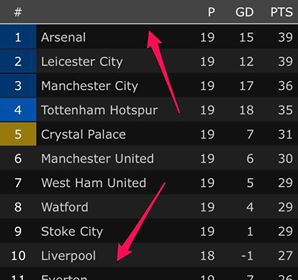 # P GD PTS
1 Arsenal 19 15 39
2 Leicester City 19 12 39
3 Manchester City 19 17 36
4 Tottenham Hotspur 19 18 35
5 Crystal Palace 19 7 31
6 Manchester United 19 6 30
7 West Ham United 19 5 29
8 Watford 19 4 29
9 Stoke City 19 1 29
10 Liverpool 18 -1 27
11 Everton 19 7 26